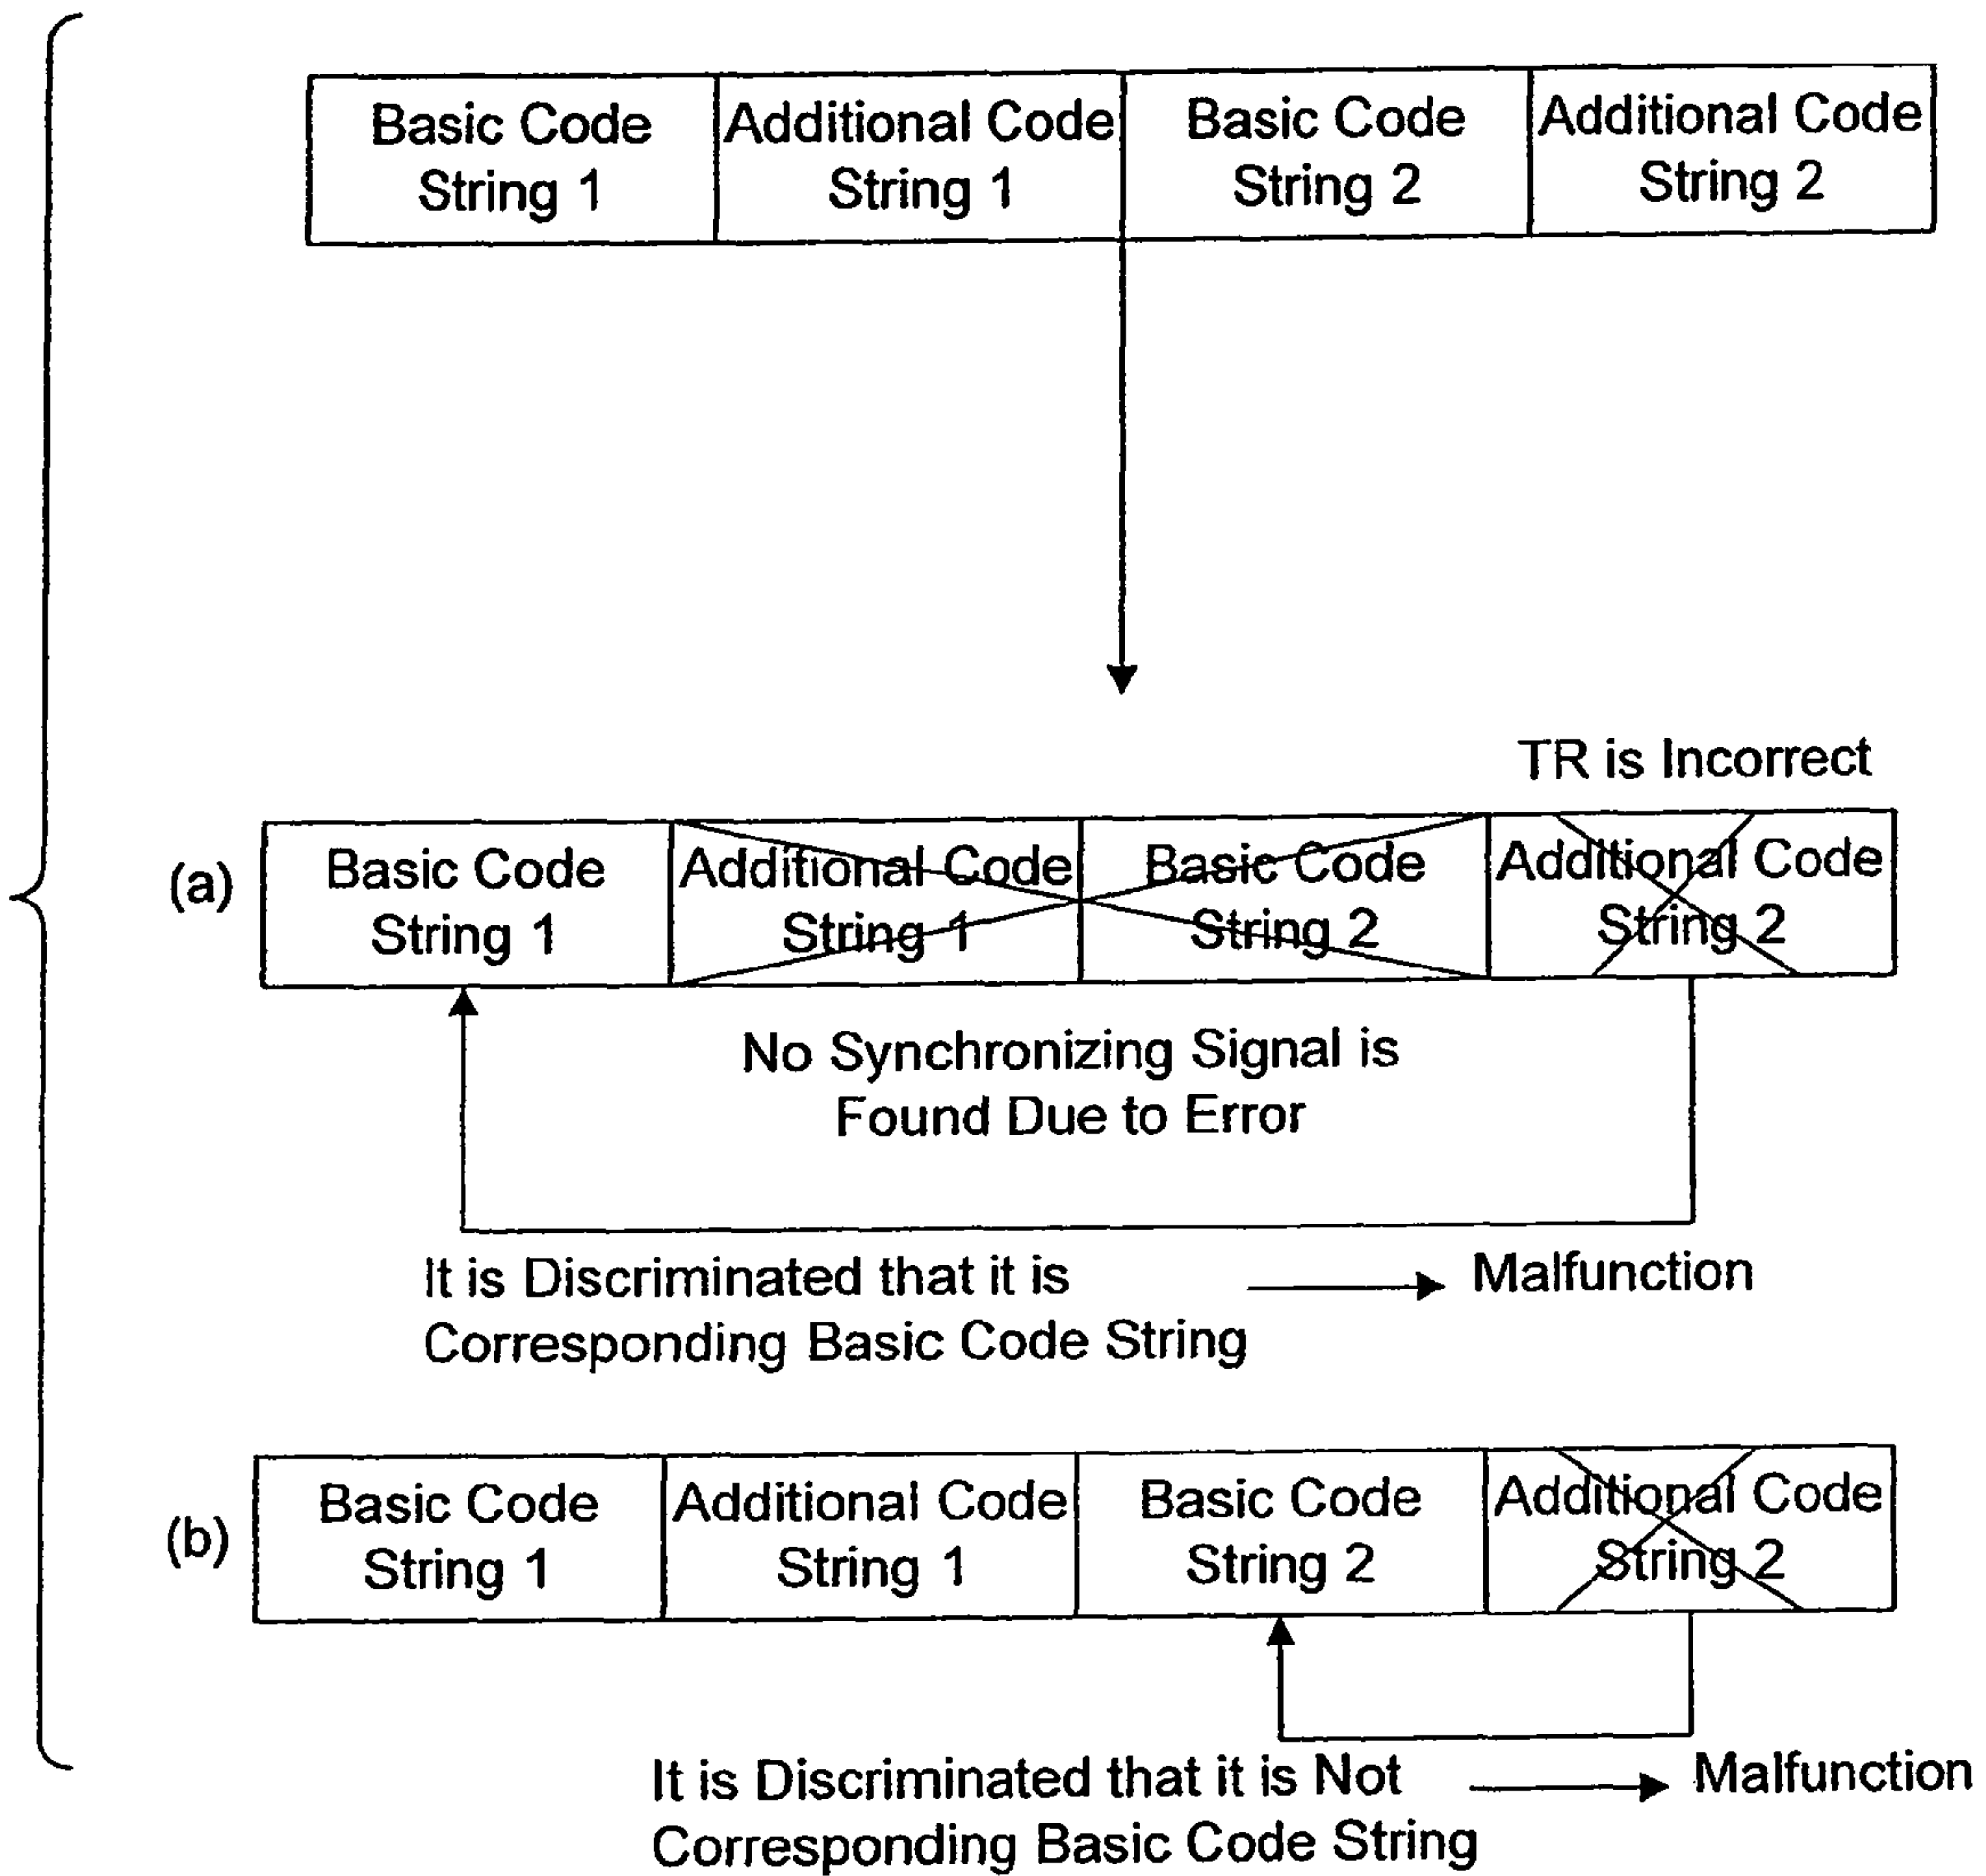 Basic Code String 1
Additional Code String 1
Basic Code String 2
Additional Code String 2
TR is Incorrect
(a)
Basic Code String 1
Additional Code String 1
Basic Code String 2
Additional Code String 2
No Synchronizing Signal is
Found Due to Error
It is Discriminated that it is
Corresponding Basic Code String
Malfunction
(b)
Basic Code String 1
Additional Code String 1
Basic Code String 2
Additional Code String 2
It is Discriminated that it is Not
Corresponding Basic Code String
Malfunction